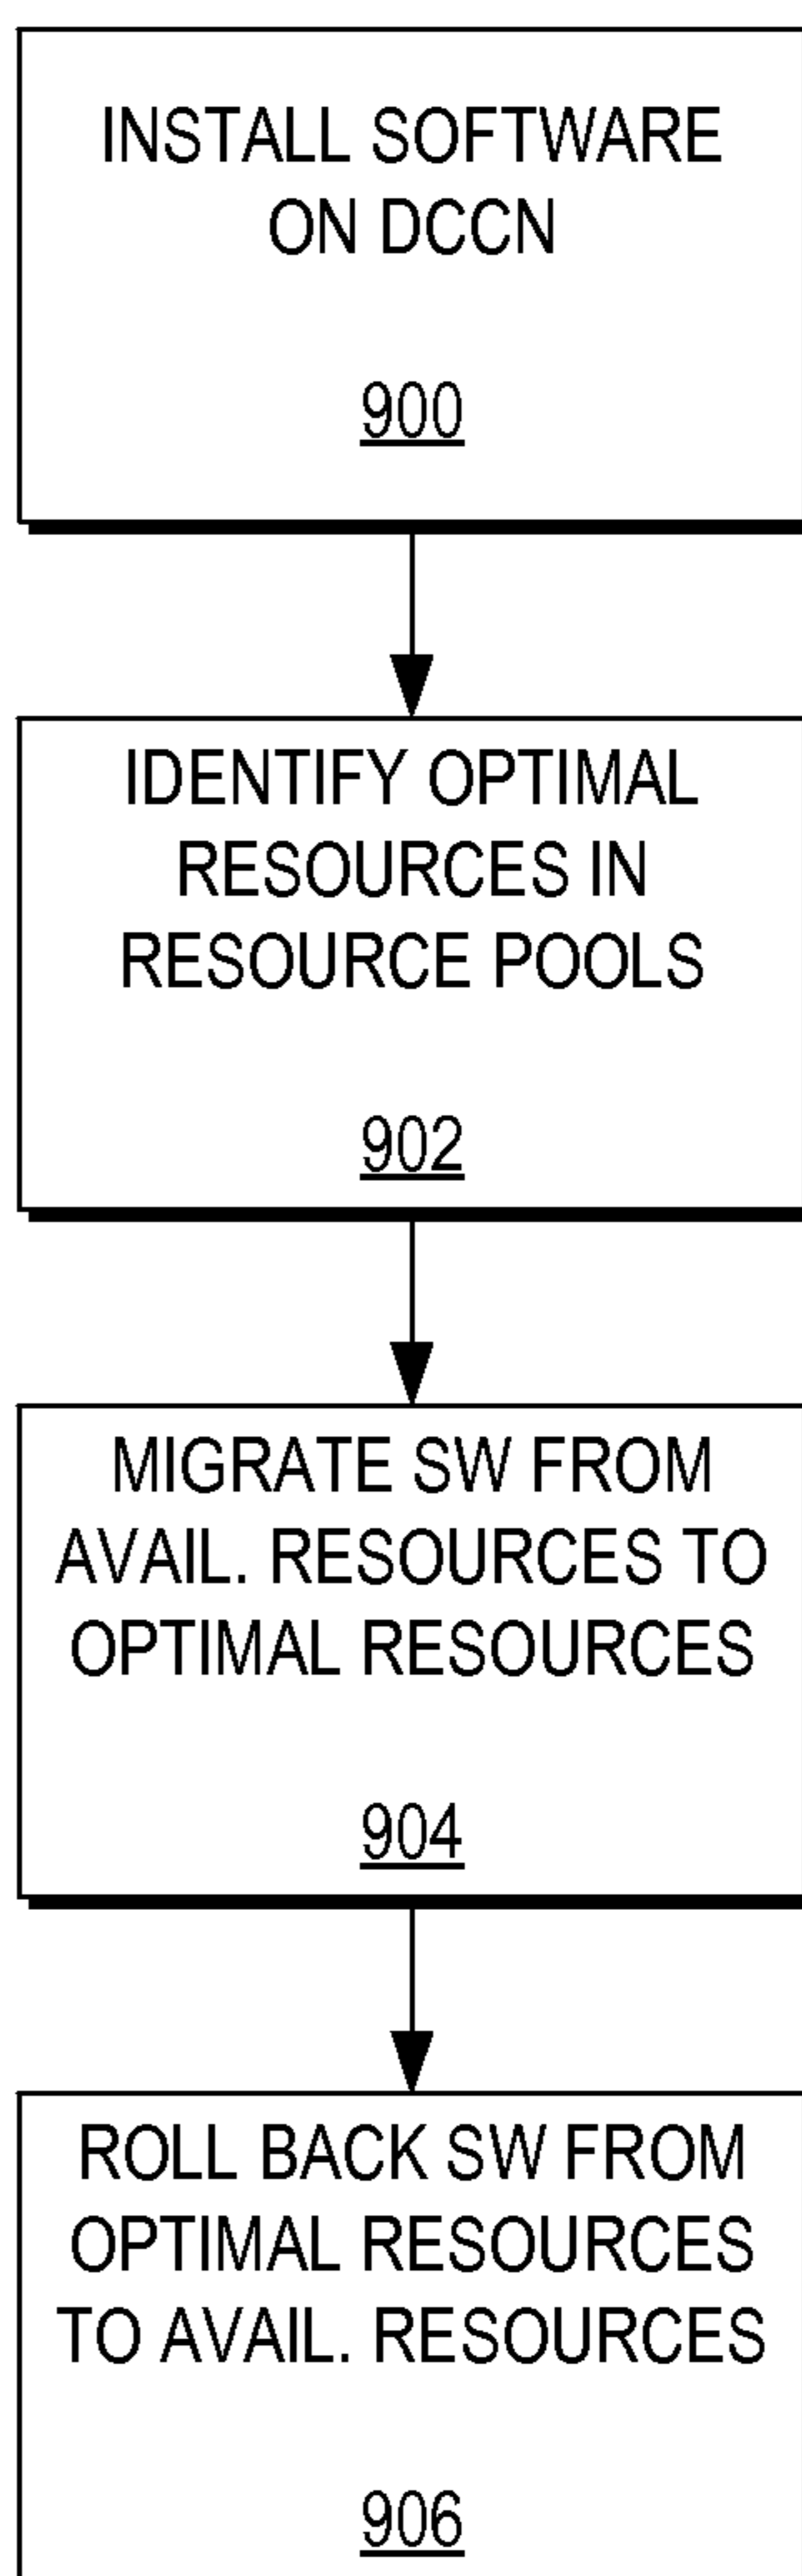 INSTALL SOFTWARE
ON DCCN
900
IDENTIFY OPTIMAL
RESOURCES IN
RESOURCE POOLS
902
MIGRATE SW FROM
AVAIL. RESOURCES TO
OPTIMAL RESOURCES
904
ROLL BACK SW FROM
OPTIMAL RESOURCES
TO AVAIL. RESOURCES
906